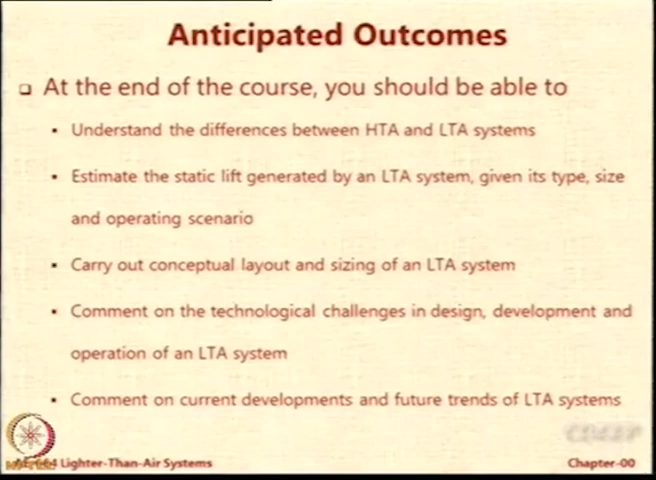 Anticipated Outcomes
At the end of the course, you should be able to
Understand the differences between HTA and LTA systems
Estimate the static lift generated by an LTA system, given its type, size
and operating scenario
Carry out conceptual layout and sizing of an LTA system
Comment on the technological challenges in design, development and
operation of an LTA system
Comment on current developments and future trends of LTA systems
Lighter-Than-Air Systems
Chapter-00